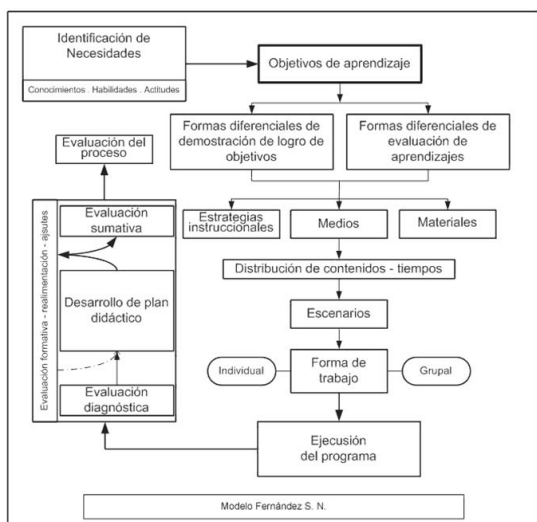 Identificación de
Necesidades
Conocimientos . Habilidades . Actitudes
Objetivos de aprendizaje
Formas diferenciales de
demostración de logro de
objetivos
Formas diferenciales de
evaluación de
aprendizajes
Estrategias
instruccionales
Medios
Materiales
Distribución de contenidos - tiempos
Escenarios
Individual
Forma de
trabajo
Grupal
Ejecusión
del programa
Evaluación del
proceso
Evaluación
sumativa
Desarrollo de plan
didáctico
Evaluación
diagnóstica
Evaluación formativa - realimentación - ajsutes
Modelo Fernández S. N.